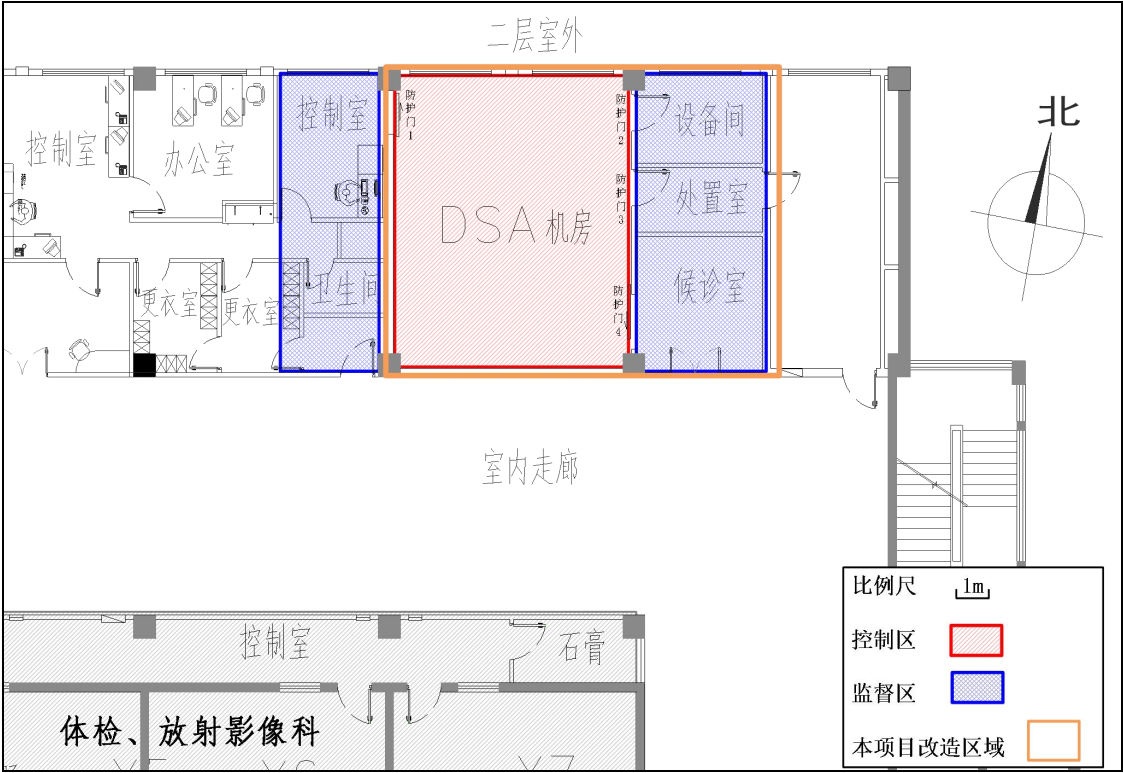 二层室外
北
控制室
办公室
控制室
防护门1
防护门2
设备间
防护门3
处置室
DSA 机房
更衣室
更衣室
卫生间
防护门4
候诊室
室内走廊
比例尺 1m
控制区
监督区
本项目改造区域
控制室
石膏
体检、放射影像科